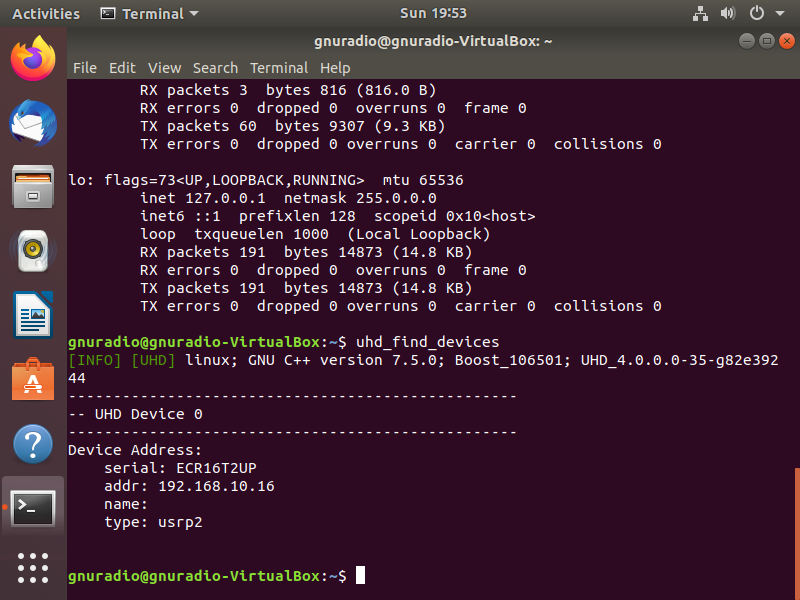 Activities Terminal Sun 19:53
gnuradio@gnuradio-VirtualBox: ~
File Edit View Search Terminal Help
RX packets 3  bytes 816 (816.0 B)
RX errors 0  dropped 0  overruns 0  frame 0
TX packets 60  bytes 9307 (9.3 KB)
TX errors 0  dropped 0 overruns 0  carrier 0  collisions 0
lo: flags=73<UP,LOOPBACK,RUNNING>  mtu 65536
inet 127.0.0.1  netmask 255.0.0.0
inet6 ::1  prefixlen 128  scopeid 0x10<host>
loop  txqueuelen 1000  (Local Loopback)
RX packets 191  bytes 14873 (14.8 KB)
RX errors 0  dropped 0  overruns 0  frame 0
TX packets 191  bytes 14873 (14.8 KB)
TX errors 0  dropped 0 overruns 0  carrier 0  collisions 0
gnuradio@gnuradio-VirtualBox:~$ uhd_find_devices
[INFO] [UHD] linux; GNU C++ version 7.5.0; Boost_106501; UHD_4.0.0.0-35-g82e392
44
--------------------------------------------------
-- UHD Device 0
--------------------------------------------------
Device Address:
serial: ECR16T2UP
addr: 192.168.10.16
name:
type: usrp2
gnuradio@gnuradio-VirtualBox:~$